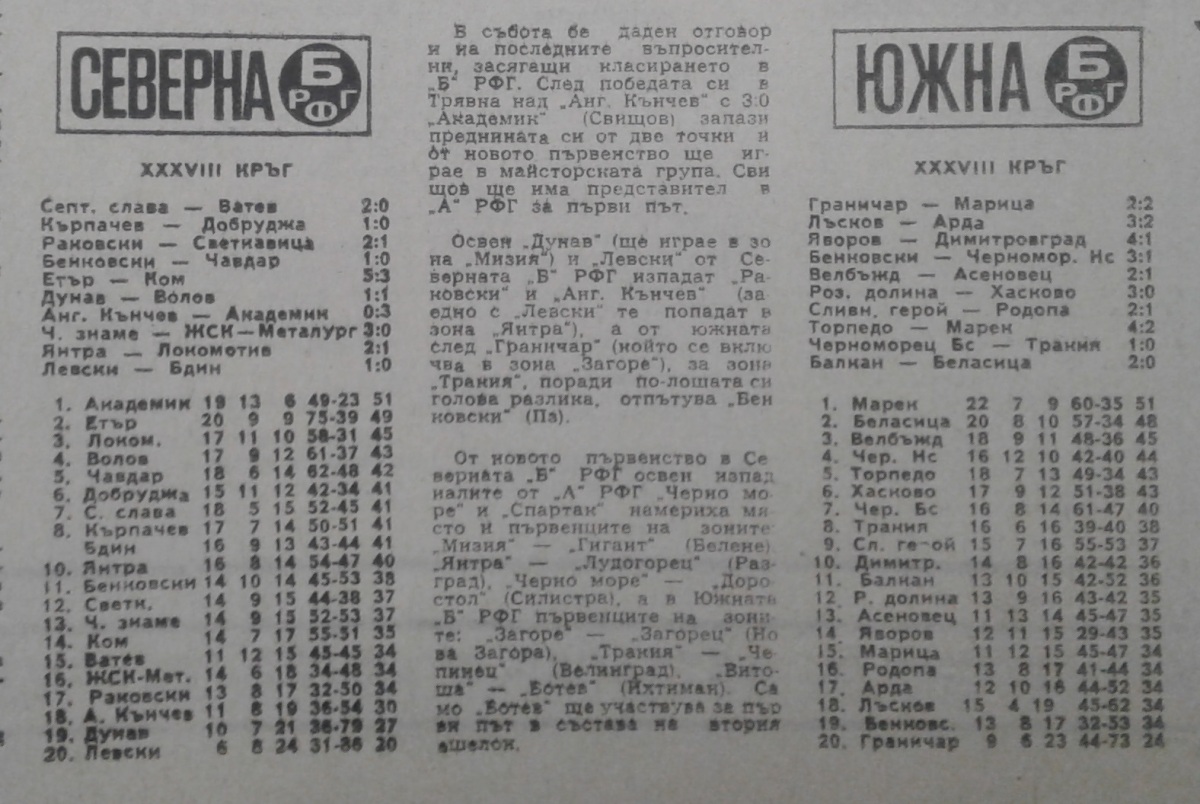 СЕВЕРНА Б РФГ
XXXVIII КРЪГ
Септ. слава — Ватев 2:0
Кърпачев — Добруджа 1:0
Раковски — Светкавица 2:1
Бенковски — Чавдар 1:0
Етър — Ком 5:3
Дунав — Волов 1:1
Анг. Кънчев — Академик 0:3
Ч. знаме — ЖСК—Металург 3:0
Янтра — Локомотив 2:1
Левски — Бдин 1:0
1. Академик 19 13 6 49-23 51
2. Етър 20 9 9 75-39 49
3. Локом. 17 11 10 58-31 45
4. Волов 17 9 12 61-37 43
5. Чавдар 18 6 14 62-48 42
6. Добруджа 15 11 12 42-34 41
7. С. слава 18 5 15 52-45 41
8. Кърпачев 17 7 14 50-51 41
Бдин 16 9 13 43-44 41
10. Янтра 16 8 14 54-47 40
11. Бенковски 14 10 14 45-53 38
12. Светк. 14 9 15 44-38 37
13. Ч. знаме 14 9 15 52-53 37
14. Ком 14 7 17 55-51 35
15. Ватев 11 12 15 45-45 34
16. ЖСК-Мет. 14 6 18 34-48 34
17. Раковски 13 8 17 32-50 34
18. А. Кънчев 11 8 19 36-54 30
19. Дунав 10 7 21 36-79 27
20. Левски 6 8 24 31-86 20
В събота бе даден отговор
и на последните въпросител-
ни, засягащи класирането в
„Б" РФГ. След победата си в
Трявна над „Анг. Кънчев" с 3:0
„Академик" (Свищов) запази
преднината си от две точки и
от новото първенство ще иг-
рае в майсторската група. Сви
щов ще има представител в
„А" РФГ за първи път.
Освен „Дунав" (ще играе в зо
на „Мизия") и „Левски" от Се-
верната „Б" РФГ изпадат „Ра-
ковски" и „Анг. Кънчев" (за
едно с „Левски" те попадат в
зона „Янтра"), а от южната
след „Граничар" (който се вклю
чва в зона „Загоре"), за зона
„Тракия", поради по-лошата си
голова разлика, отпътува „Бен
ковски" (Пз).
От новото първенство в Се
верната „Б" РФГ освен изпад
налите от „А" РФГ „Черно мо
ре" и „Спартак" намериха мя
сто и първенците на зоните
„Мизия" — „Гигант" (Белене)
„Янтра" — „Лудогорец" (Раз-
град), „Черно море" — „Доро
стол" (Силистра), а в Южната
„Б" РФГ първенците на зони-
те: „Загоре" — „Загорец" (Но
ва Загора), „Тракия" — „Че-
пинец" (Велинград), „Вито-
ша" — „Ботев" (Ихтиман). Са
мо „Ботев" ще участвува за пър
ви път в състава на втория
ешелон.
ЮЖНА Б РФГ
XXXVIII КРЪГ
Граничар — Марица 2:2
Лъсков — Арда 3:2
Яворов — Димитровград 4:1
Бенковски — Черномор. Нс 3:1
Велбъжд — Асеновец 2:1
Роз. долина — Хасково 3:0
Сливн. герой — Родопа 2:1
Торпедо — Марек 4:2
Черноморец Бс — Тракия 1:0
Балкан — Беласица 2:0
1. Марек 22 7 9 60-35 51
2. Беласица 20 8 10 57-34 48
3. Велбъжд 18 9 11 48-36 45
4. Чер. Нс 16 12 10 42-40 44
5. Торпедо 18 7 13 49-34 43
6. Хасково 17 9 12 51-38 43
7. Чер. Бс 16 8 14 61-47 40
8. Тракия 16 6 16 39-40 38
9. Сл. ге-ой 15 7 16 55-53 37
10. Димитр. 14 8 16 42-42 36
11. Балкан 13 10 15 42-52 36
12 Р. долина 13 9 16 43-42 35
13. Асеновец 11 13 14 45-47 35
14 Яворов 12 11 15 29-43 35
15. Марица 11 12 15 45-47 34
16 Родопа 13 8 17 41-44 34
17. Арда 12 10 16 44-52 34
18. Лъсков 15 4 19 45-62 34
19. Бенковс. 13 8 17 32-53 34
20. Граничар 9 6 23 44-73 24